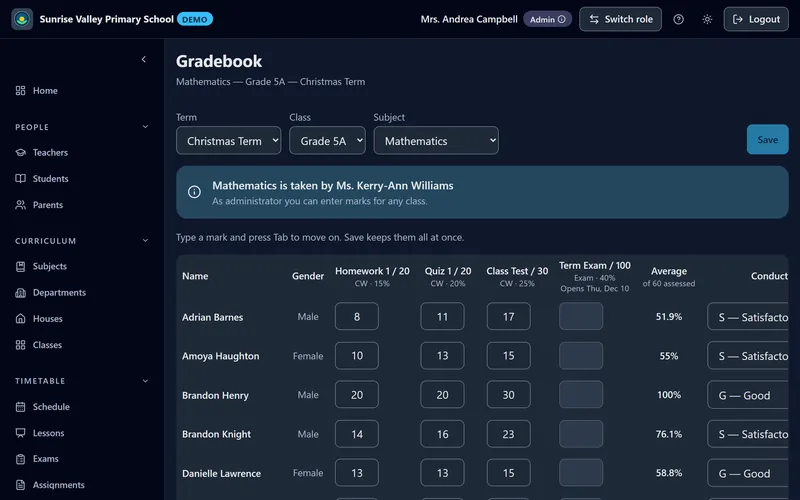 Sunrise Valley Primary School DEMO
Mrs. Andrea Campbell Admin Switch role Logout
Home
PEOPLE
Teachers
Students
Parents
CURRICULUM
Subjects
Departments
Houses
Classes
TIMETABLE
Schedule
Lessons
Exams
Assignments
Gradebook
Mathematics — Grade 5A — Christmas Term
Term Class Subject
Christmas Term Grade 5A Mathematics Save
Mathematics is taken by Ms. Kerry-Ann Williams
As administrator you can enter marks for any class.
Type a mark and press Tab to move on. Save keeps them all at once.
Name Gender Homework 1 / 20 Quiz 1 / 20 Class Test / 30 Term Exam / 100 Average Conduct
CW · 15% CW · 20% CW · 25% Exam · 40% of 60 assessed
Opens Thu, Dec 10
Adrian Barnes Male 8 11 17 51.9% S — Satisfacto
Amoya Haughton Female 10 13 15 55% S — Satisfacto
Brandon Henry Male 20 20 30 100% G — Good
Brandon Knight Male 14 16 23 76.1% S — Satisfacto
Danielle Lawrence Female 13 13 15 58.8% G — Good